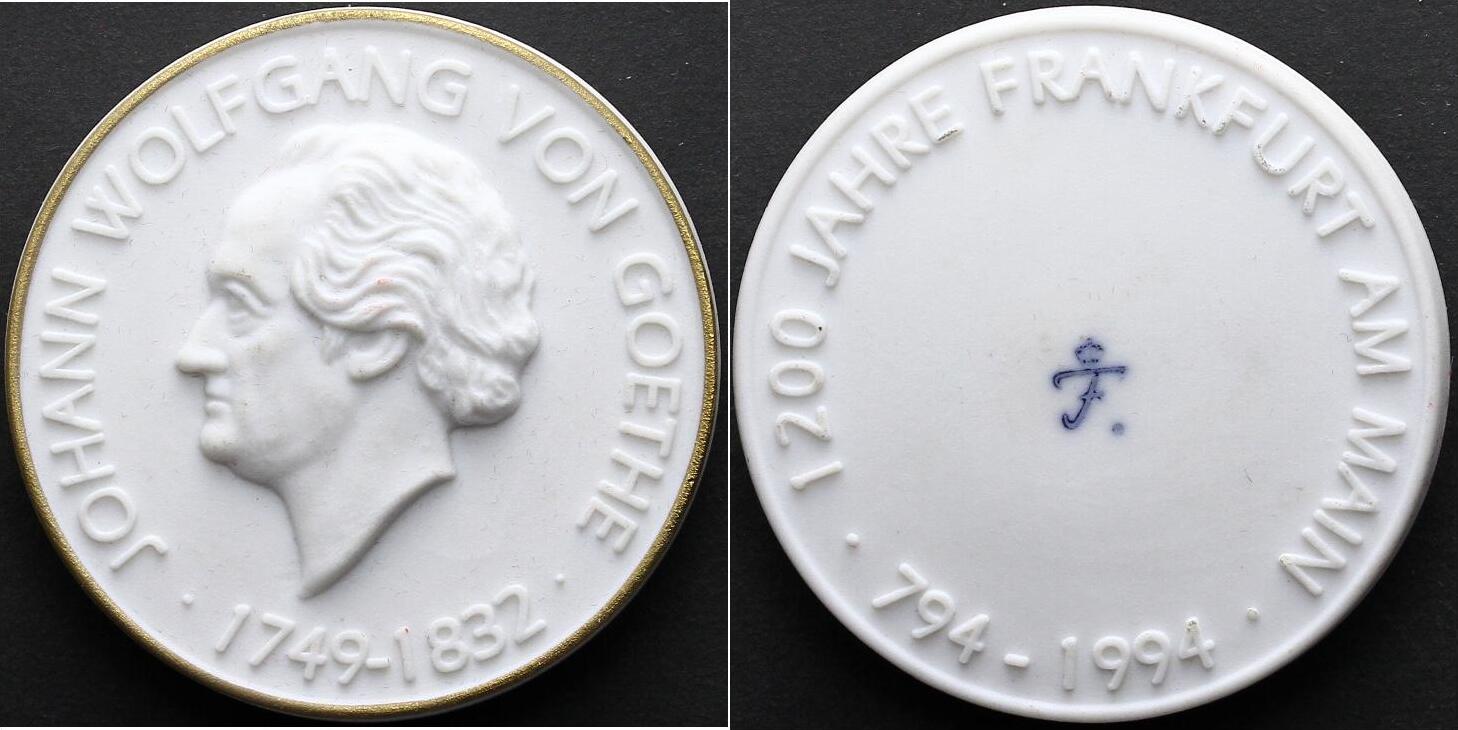 JOHANN WOLFGANG VON GOETHE
· 1749-1832 ·
1200 JAHRE FRANKFURT AM MAIN
· 794 - 1994 ·
F.